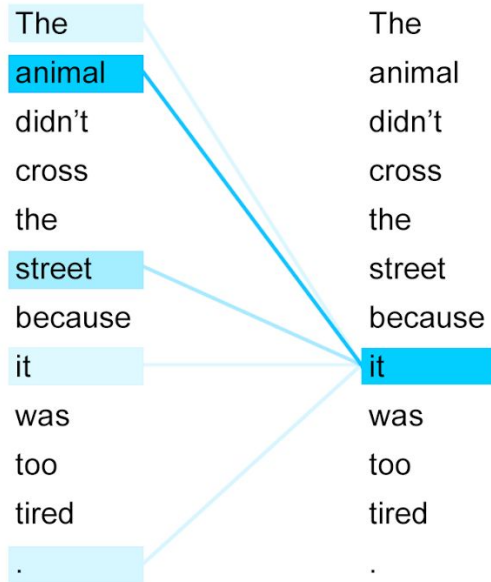 The The
animal animal
didn’t didn’t
cross cross
the the
street street
because because
it it
was was
too too
tired tired
. .